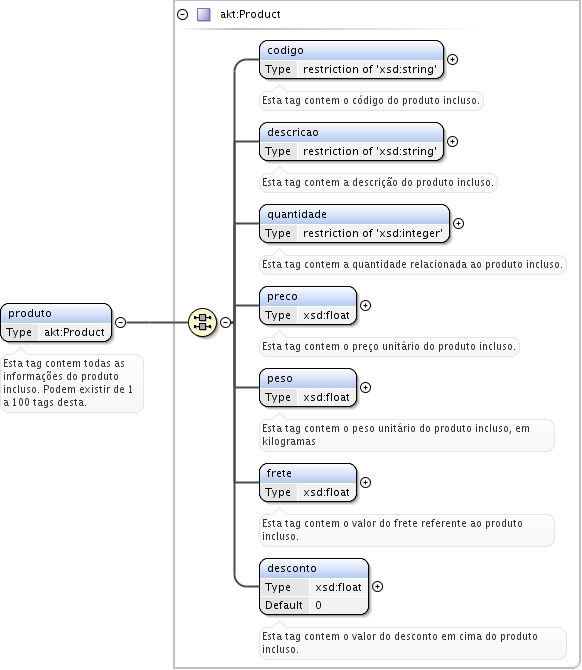 akt:Product
codigo
Type restriction of 'xsd:string'
Esta tag contem o código do produto incluso.
descricao
Type restriction of 'xsd:string'
Esta tag contem a descrição do produto incluso.
quantidade
Type restriction of 'xsd:integer'
Esta tag contem a quantidade relacionada ao produto incluso.
produto
Type akt:Product
Esta tag contem todas as
informações do produto
incluso. Podem existir de 1
a 100 tags desta.
preco
Type xsd:float
Esta tag contem o preço unitário do produto incluso.
peso
Type xsd:float
Esta tag contem o peso unitário do produto incluso, em
kilogramas
frete
Type xsd:float
Esta tag contem o valor do frete referente ao produto
incluso.
desconto
Type xsd:float
Default 0
Esta tag contem o valor do desconto em cima do produto
incluso.